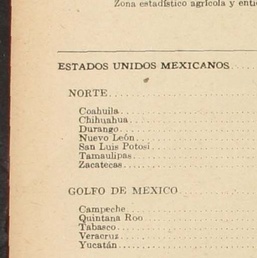 Zona estadístico agrícola y enti
ESTADOS UNIDOS MEXICANOS
NORTE
Coahuila
Chihuahua
Durango
Nuevo León
San Luis Potosí
Tamaulipas
Zacatecas
GOLFO DE MEXICO
Campeche
Quintana Roo
Tabasco
Veracruz
Yucatán